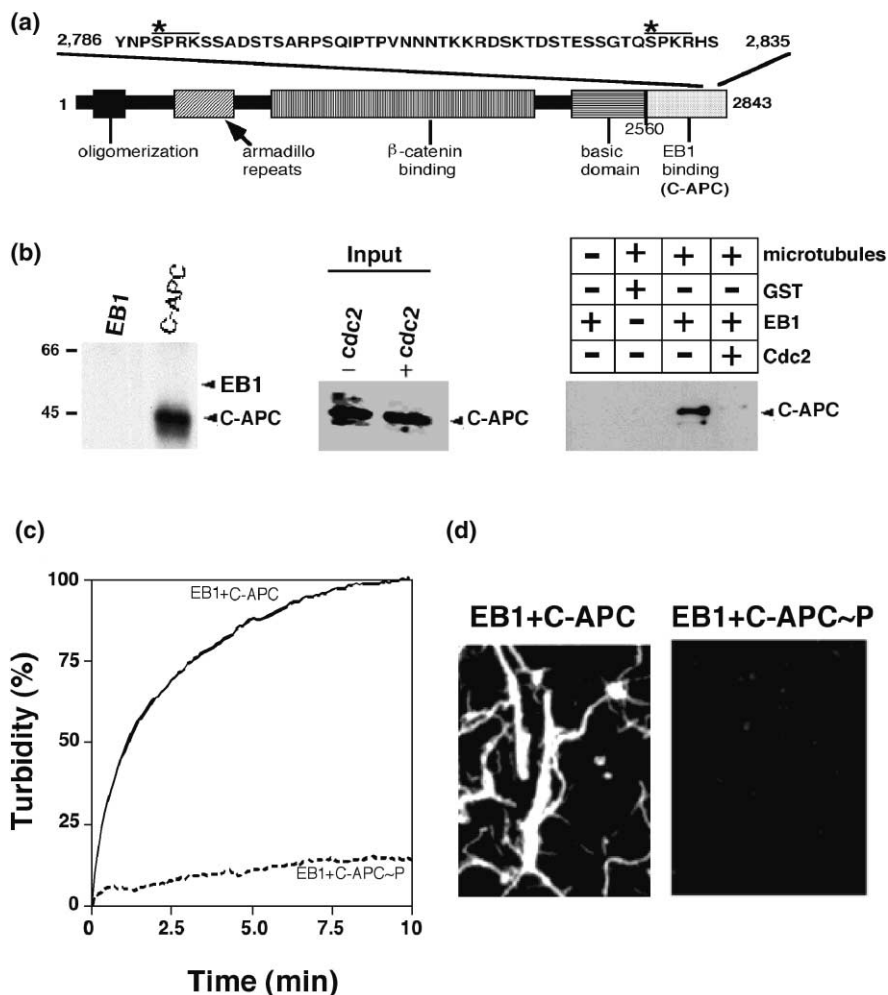 (a)
2,786 YNPSPRKSSADSTSARPSQIPTPVNNNTKKRDSKTDSTESSGTQSPKRHS 2,835
* *
1 2843
2560
oligomerization armadillo repeats β-catenin binding basic domain EB1 binding (C-APC)
(b)
EB1 C-APC
66
45
EB1
C-APC
Input
– cdc2 + cdc2
C-APC
- + + + microtubules
- + - - GST
+ - + + EB1
- - - + Cdc2
C-APC
(c)
Turbidity (%)
100
75
50
25
0
EB1+C-APC
EB1+C-APC~P
0 2.5 5.0 7.5 10
Time (min)
(d)
EB1+C-APC EB1+C-APC~P